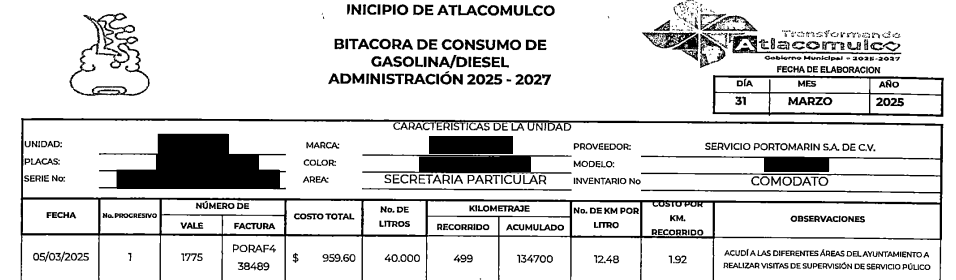 INICIPIO DE ATLACOMULCO
BITACORA DE CONSUMO DE
GASOLINA/DIESEL
ADMINISTRACIÓN 2025 - 2027
Transformando
Atlacomulco
Gobierno Municipal - 2025-2027
FECHA DE ELABORACION
DÍA MES AÑO
31 MARZO 2025
CARACTERISTICAS DE LA UNIDAD
UNIDAD: MARCA: PROVEEDOR: SERVICIO PORTOMARIN S.A. DE C.V.
PLACAS: COLOR: MODELO:
SERIE No: AREA: SECRETARIA PARTICULAR INVENTARIO No COMODATO
FECHA No. PROGRESIVO NÚMERO DE COSTO TOTAL No. DE LITROS KILOMETRAJE No. DE KM POR LITRO COSTO POR KM. RECORRIDO OBSERVACIONES
VALE FACTURA RECORRIDO ACUMULADO
05/03/2025 1 1775 PORAF4 38489 $ 959.60 40.000 499 134700 12.48 1.92 ACUDÍ A LAS DIFERENTES ÁREAS DEL AYUNTAMIENTO A
REALIZAR VISITAS DE SUPERVISIÓN DE SERVICIO PÚLICO